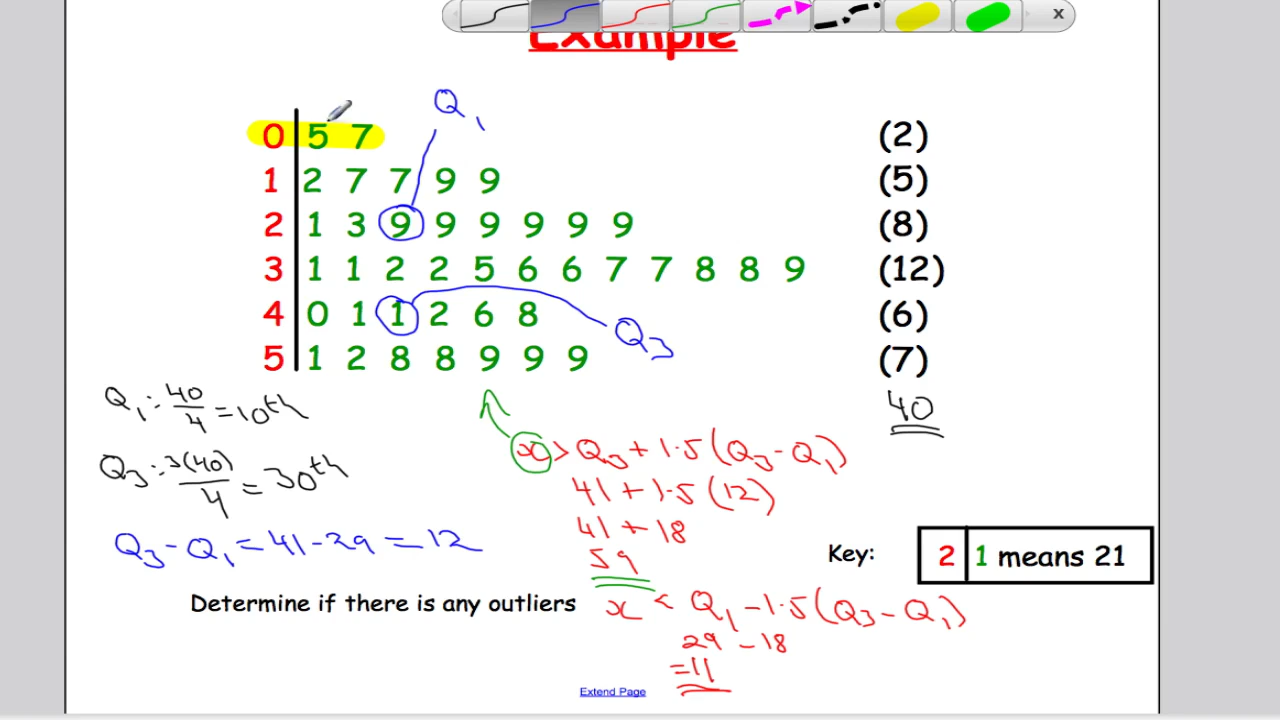 Example
Q1
0 | 5 7 (2)
1 | 2 7 7 9 9 (5)
2 | 1 3 9 9 9 9 9 9 (8)
3 | 1 1 2 2 5 6 6 7 7 8 8 9 (12)
4 | 0 1 1 2 6 8 (6)
Q3
5 | 1 2 8 8 9 9 9 (7)
40
Q1 : 40/4 = 10th
Q3 : 3(40)/4 = 30th
Q3 - Q1 = 41 - 29 = 12
x > Q3 + 1.5 (Q3 - Q1)
41 + 1.5 (12)
41 + 18
59
Key: 2 | 1 means 21
Determine if there is any outliers
x < Q1 - 1.5 (Q3 - Q1)
29 - 18
= 11
Extend Page
x